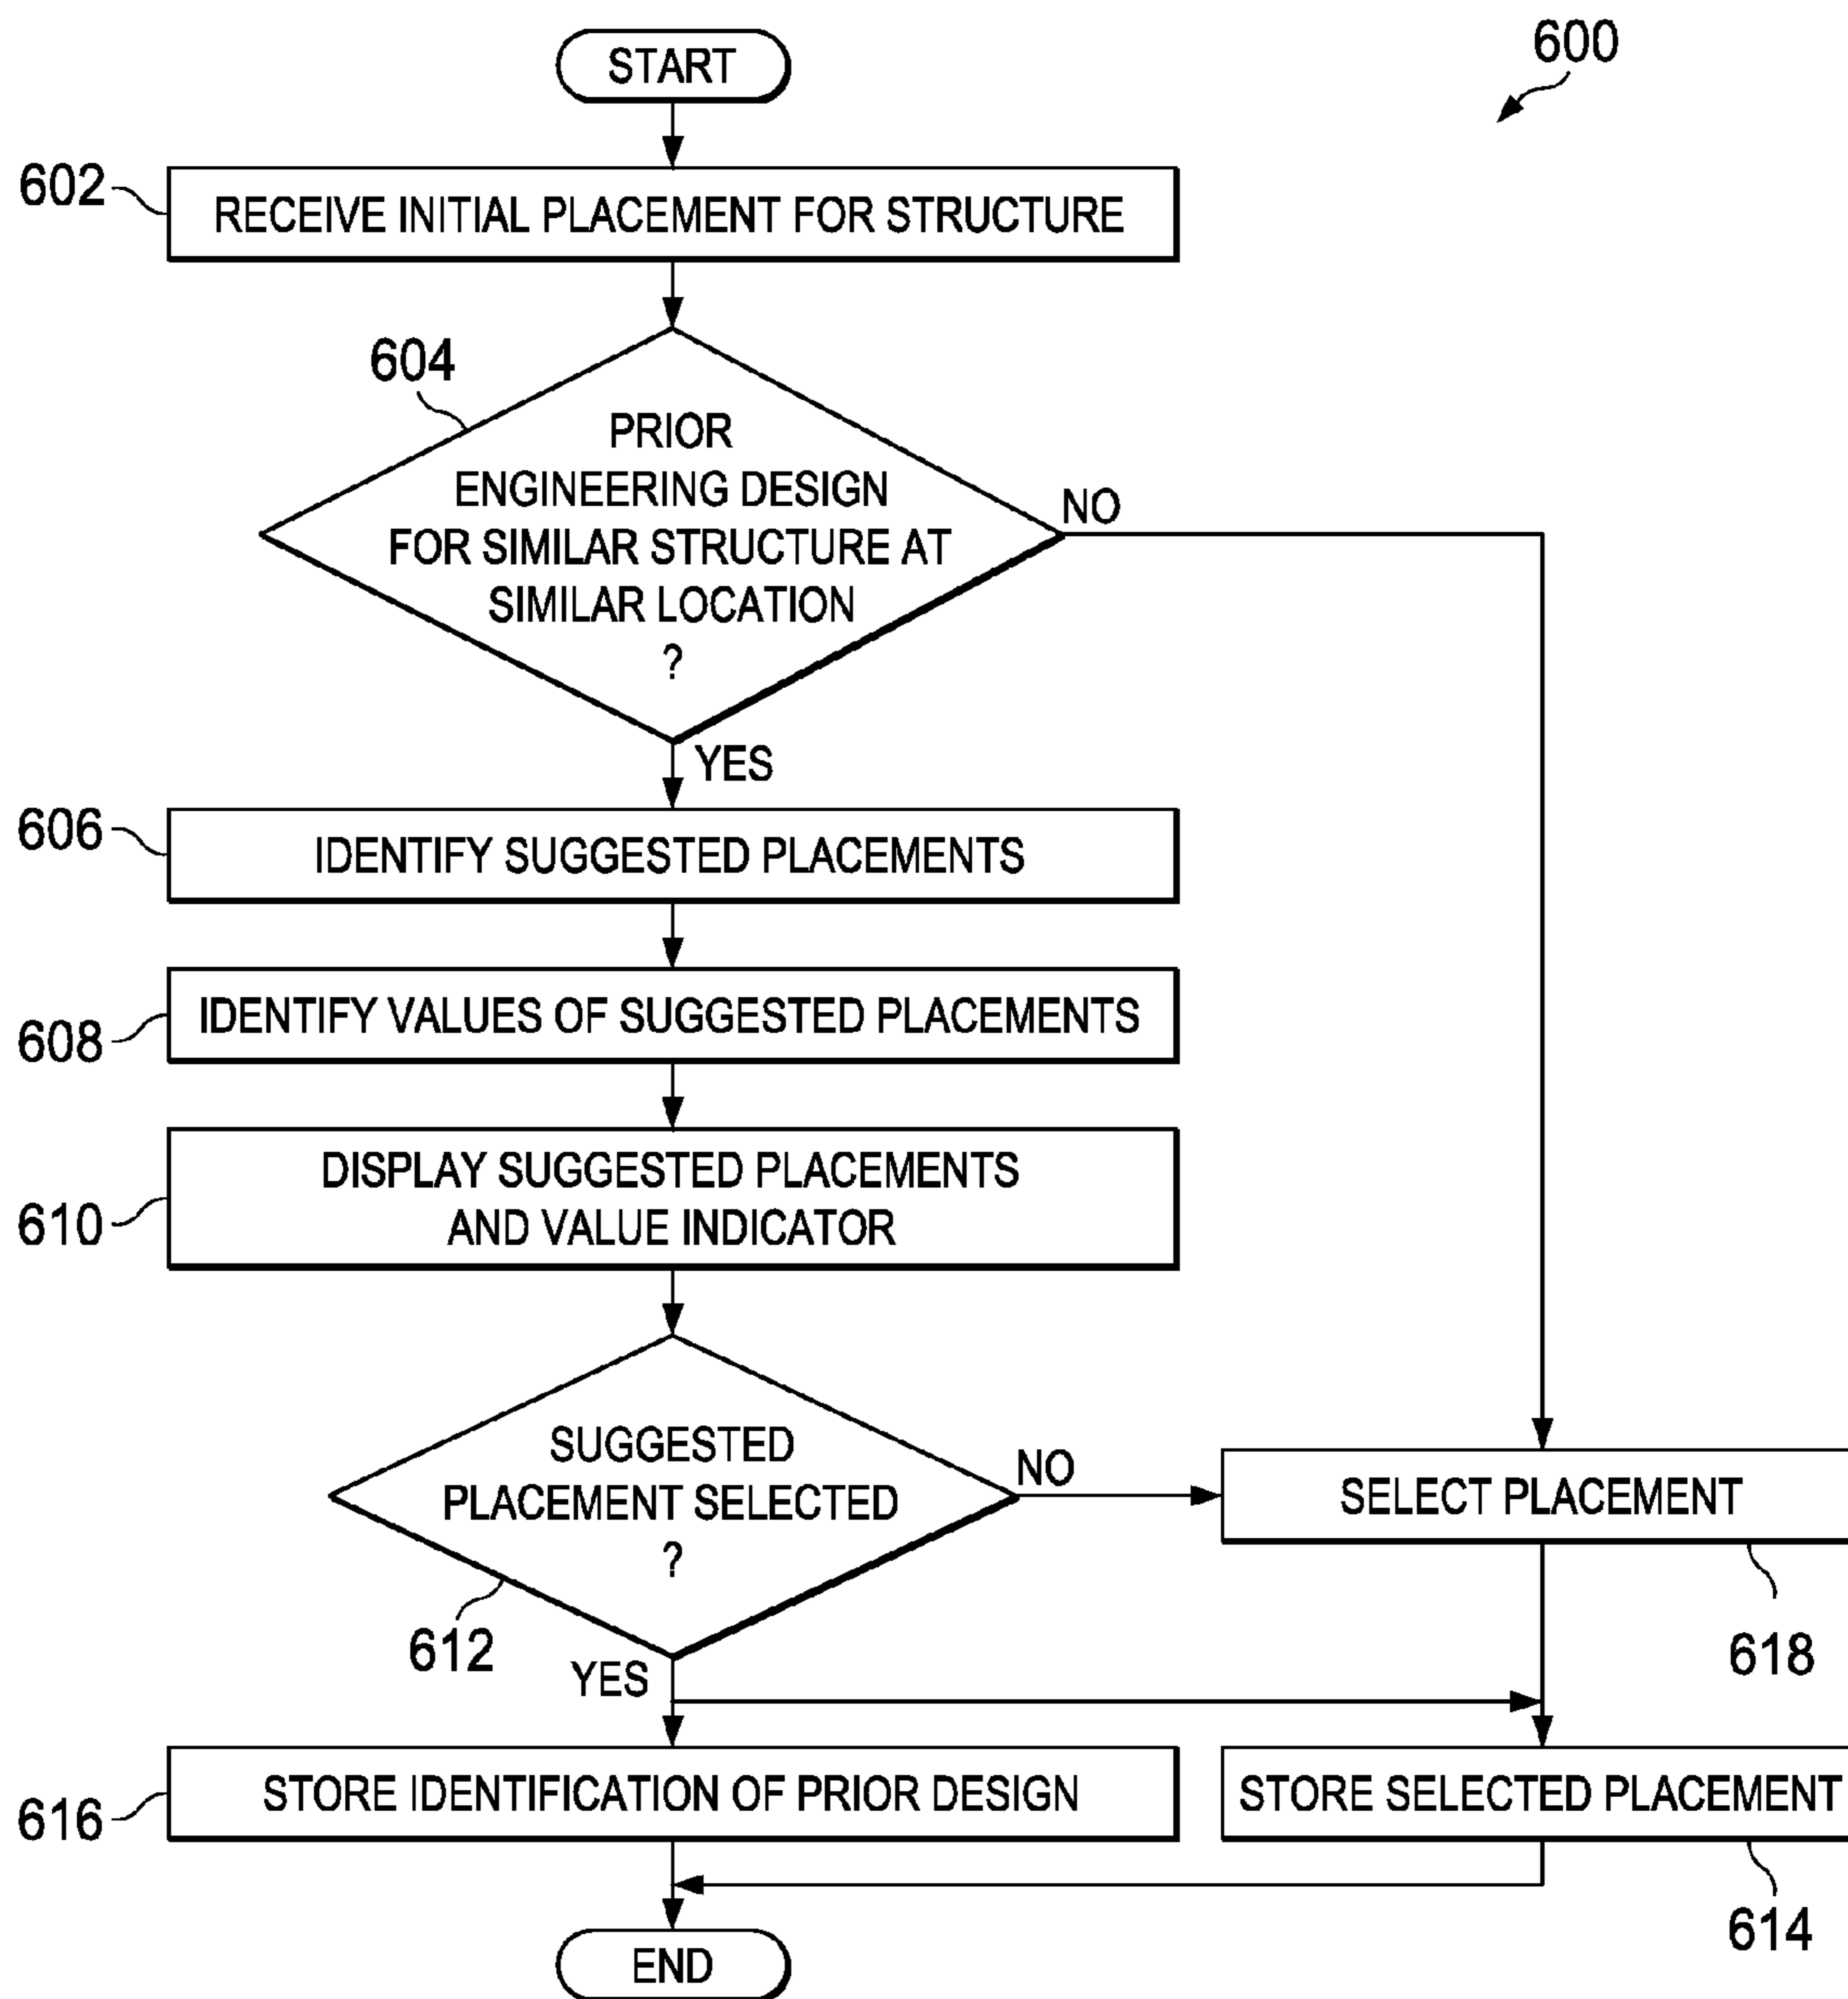 START
600
602
RECEIVE INITIAL PLACEMENT FOR STRUCTURE
604
PRIOR
ENGINEERING DESIGN
FOR SIMILAR STRUCTURE AT
SIMILAR LOCATION
?
NO
YES
606
IDENTIFY SUGGESTED PLACEMENTS
608
IDENTIFY VALUES OF SUGGESTED PLACEMENTS
610
DISPLAY SUGGESTED PLACEMENTS
AND VALUE INDICATOR
SUGGESTED
PLACEMENT SELECTED
?
NO
612
YES
SELECT PLACEMENT
618
616
STORE IDENTIFICATION OF PRIOR DESIGN
STORE SELECTED PLACEMENT
614
END